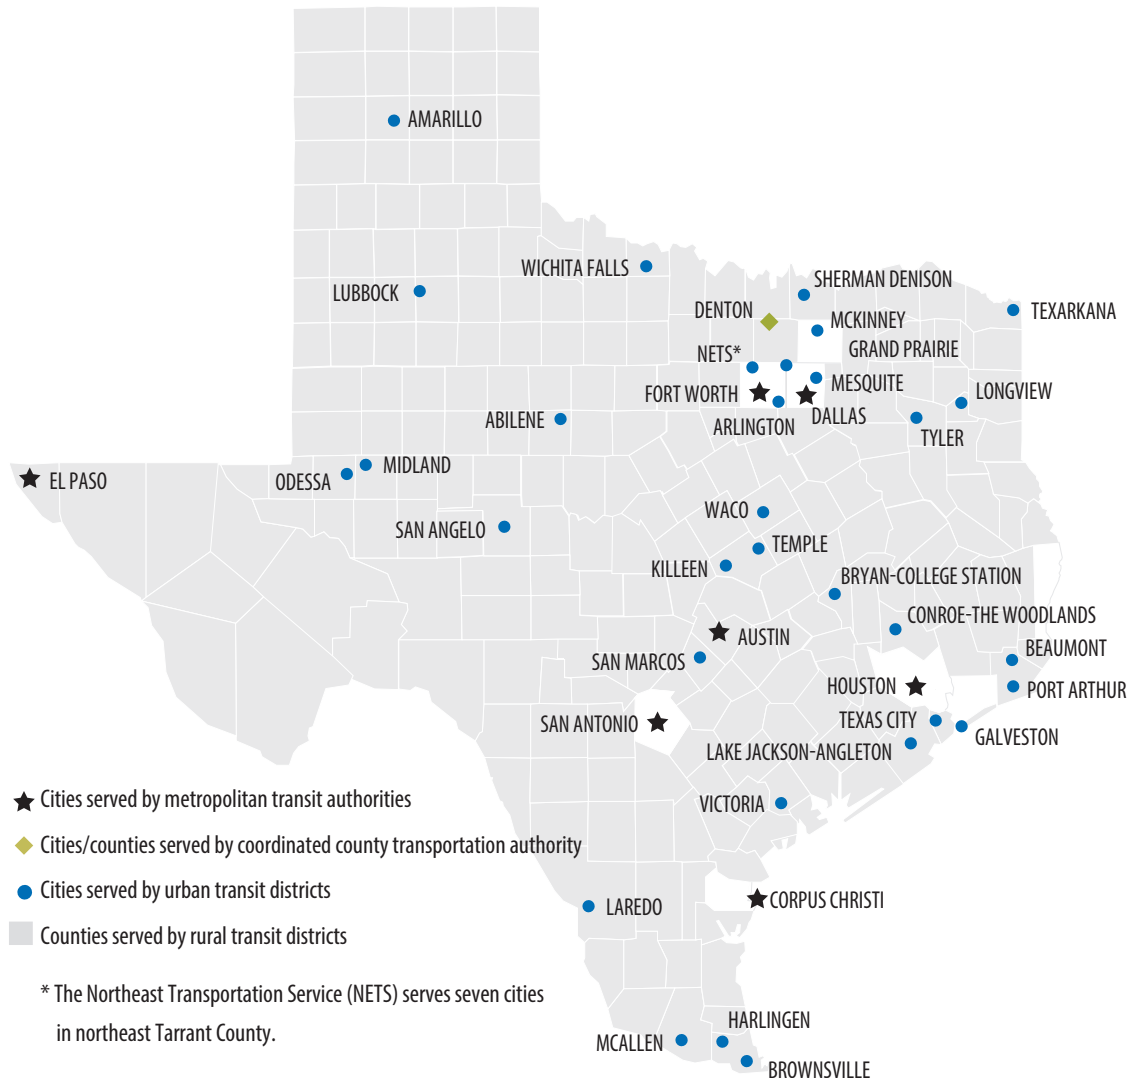 AMARILLO
WICHITA FALLS
LUBBOCK
SHERMAN DENISON
TEXARKANA
DENTON
MCKINNEY
GRAND PRAIRIE
NETS*
MESQUITE
LONGVIEW
FORT WORTH
DALLAS
ARLINGTON
ABILENE
TYLER
MIDLAND
ODESSA
EL PASO
WACO
SAN ANGELO
TEMPLE
KILLEEN
BRYAN-COLLEGE STATION
CONROE-THE WOODLANDS
AUSTIN
BEAUMONT
SAN MARCOS
HOUSTON
PORT ARTHUR
TEXAS CITY
SAN ANTONIO
GALVESTON
LAKE JACKSON-ANGLETON
VICTORIA
CORPUS CHRISTI
LAREDO
HARLINGEN
MCALLEN
BROWNSVILLE
Cities served by metropolitan transit authorities
Cities/counties served by coordinated county transportation authority
Cities served by urban transit districts
Counties served by rural transit districts
* The Northeast Transportation Service (NETS) serves seven cities
in northeast Tarrant County.